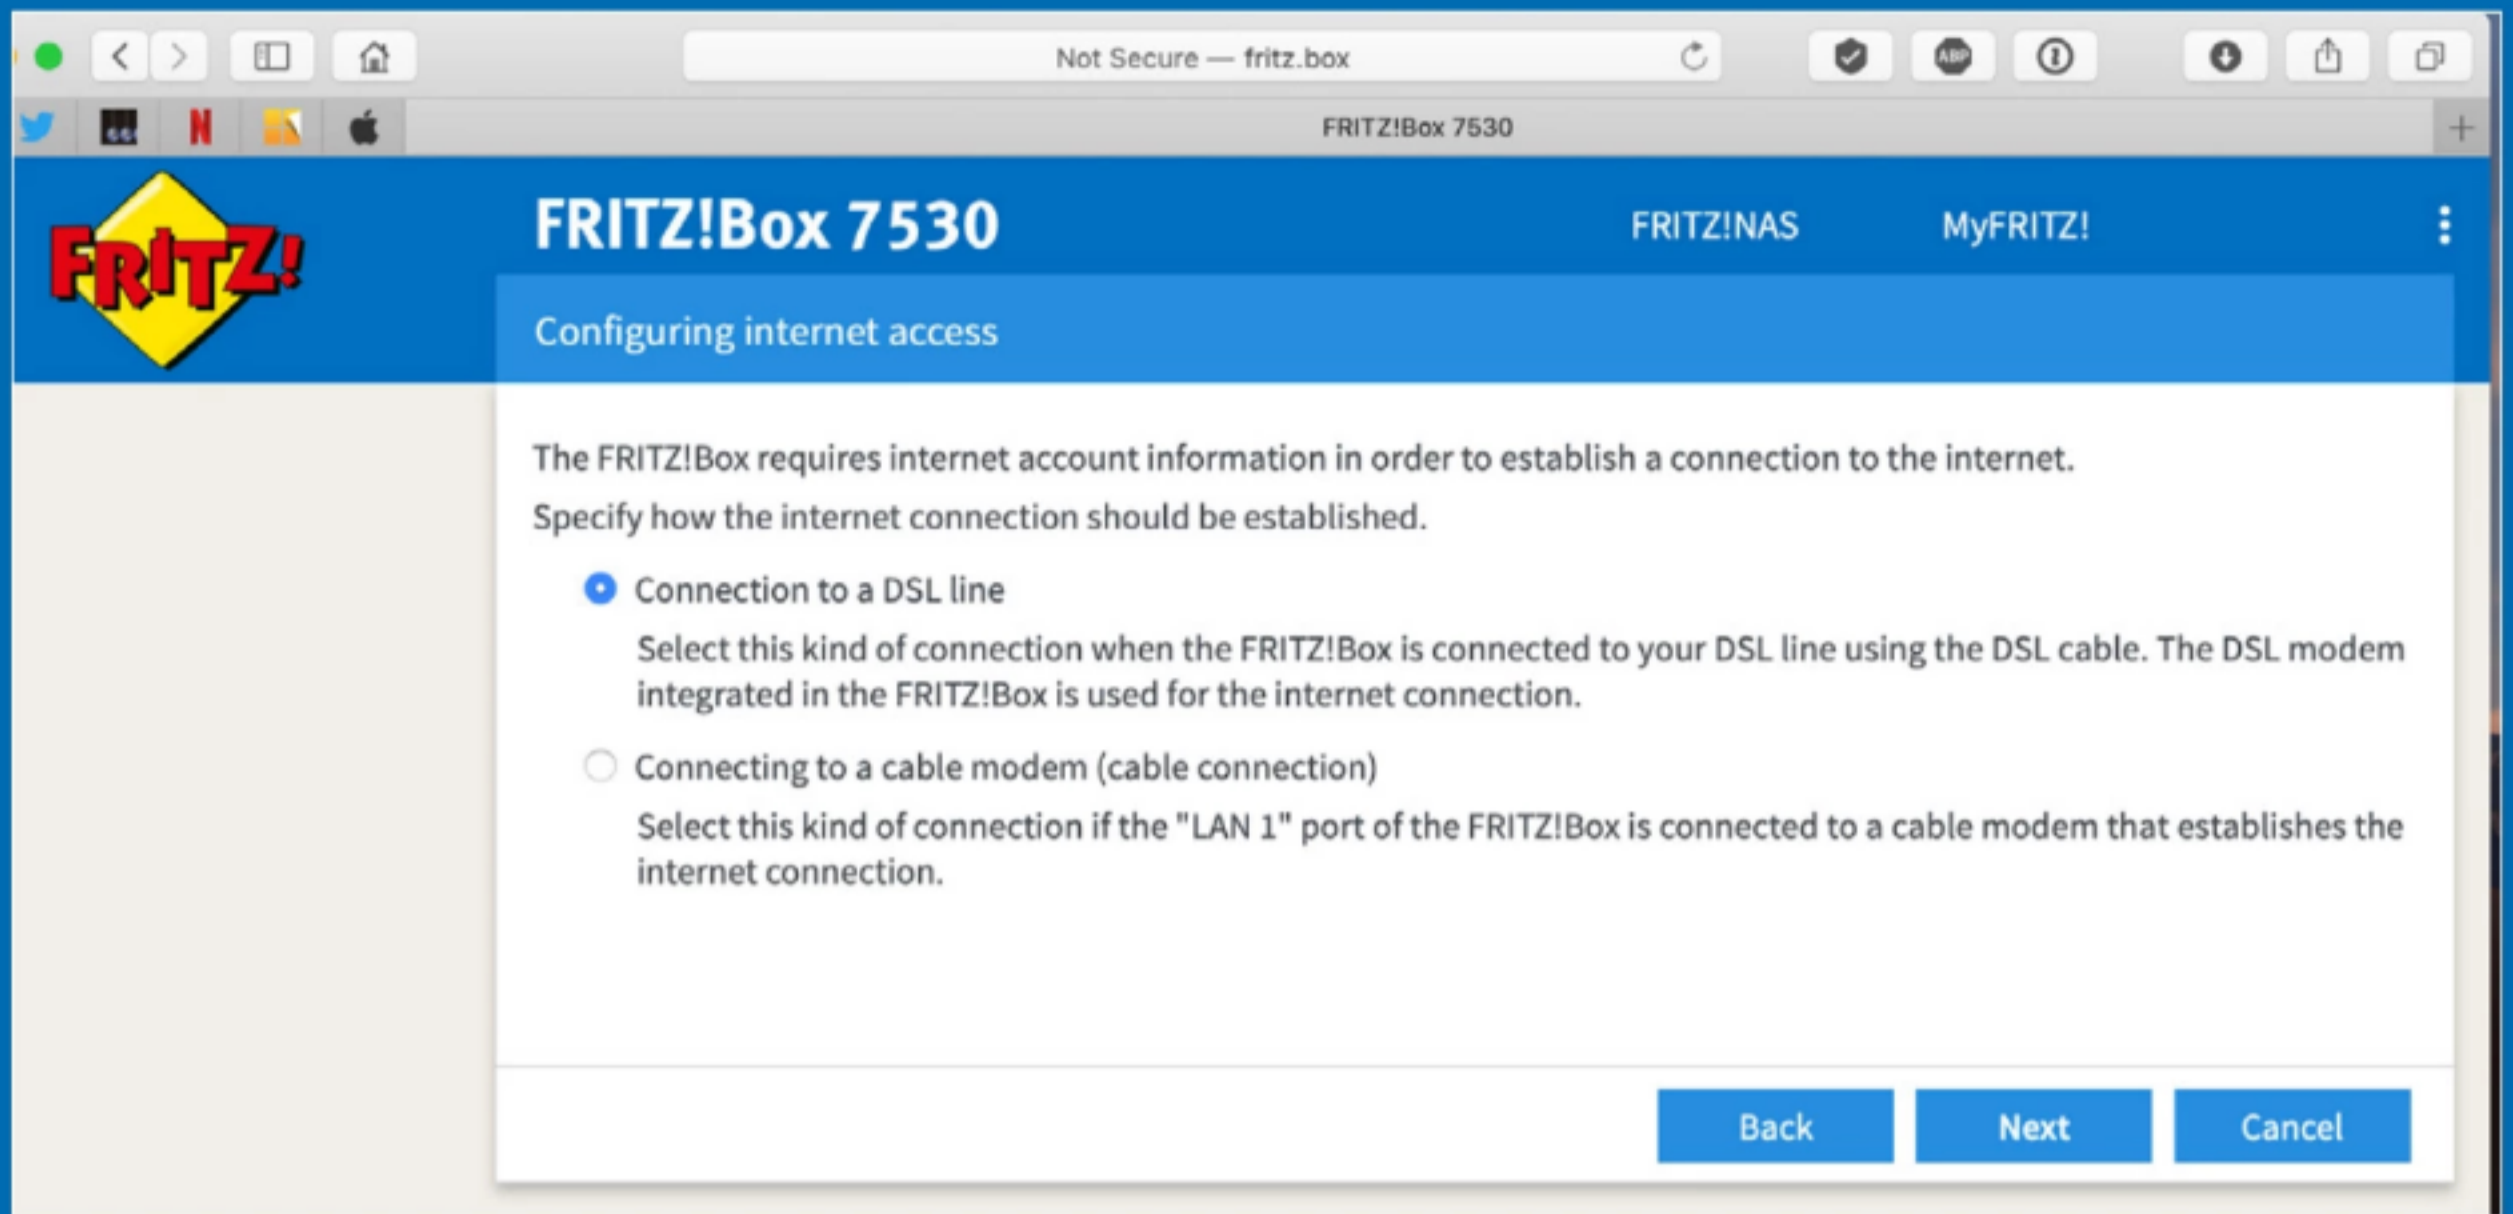 Not Secure — fritz.box
ABP
N
FRITZ!Box 7530
FRITZ!
FRITZ!Box 7530
FRITZ!NAS
MyFRITZ!
Configuring internet access
The FRITZ!Box requires internet account information in order to establish a connection to the internet.
Specify how the internet connection should be established.
Connection to a DSL line
Select this kind of connection when the FRITZ!Box is connected to your DSL line using the DSL cable. The DSL modem
integrated in the FRITZ!Box is used for the internet connection.
Connecting to a cable modem (cable connection)
Select this kind of connection if the "LAN 1" port of the FRITZ!Box is connected to a cable modem that establishes the
internet connection.
Back
Next
Cancel